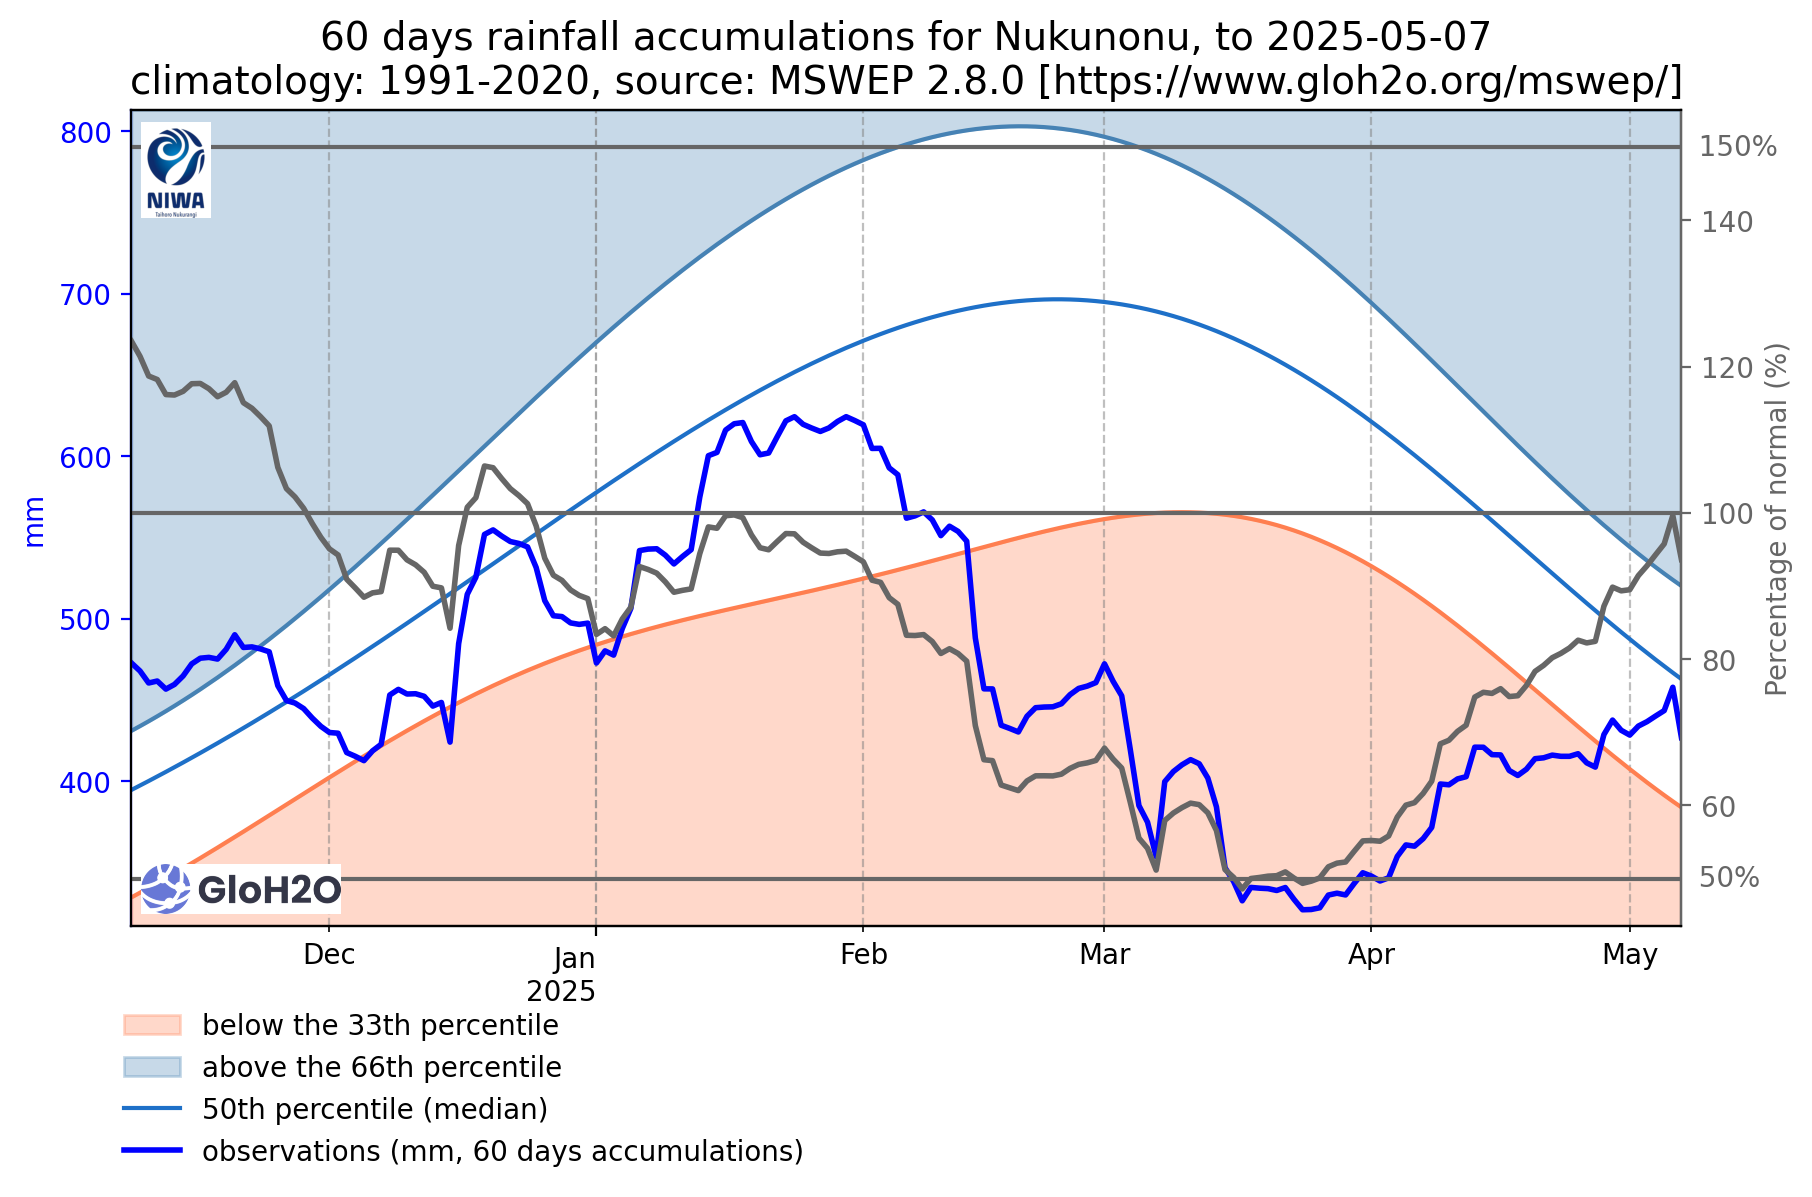 60 days rainfall accumulations for Nukunonu, to 2025-05-07
climatology: 1991-2020, source: MSWEP 2.8.0 [https://www.gloh2o.org/mswep/]
800
700
600
500
400
mm
NIWA
Taihoro Nukurangi
GloH2O
150%
140
120
100
80
60
50%
Percentage of normal (%)
Dec
Jan
2025
Feb
Mar
Apr
May
below the 33th percentile
above the 66th percentile
50th percentile (median)
observations (mm, 60 days accumulations)